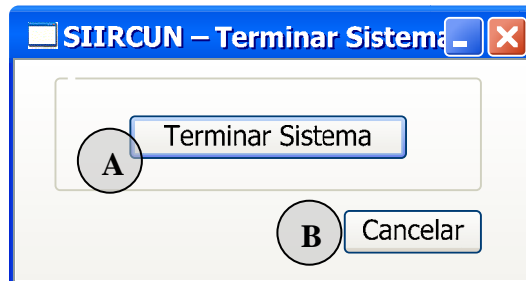 SIIRCUN – Terminar Sistema
Terminar Sistema
A
B
Cancelar